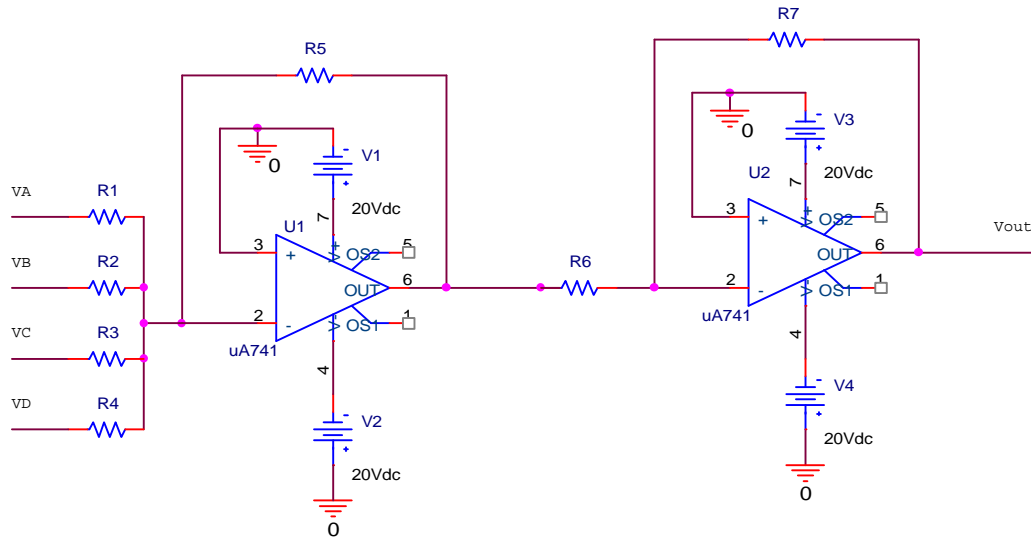 R7
R5
V3
0
V1
0
U2
20Vdc
7
VA
R1
20Vdc
7
U1
3
+
V+
OS2
5
Vout
VB
R2
3
+
V+
OS2
5
OUT
6
R6
OUT
6
2
-
V-
OS1
1
VC
R3
2
-
V-
OS1
1
uA741
uA741
4
VD
R4
4
V4
V2
20Vdc
20Vdc
0
0